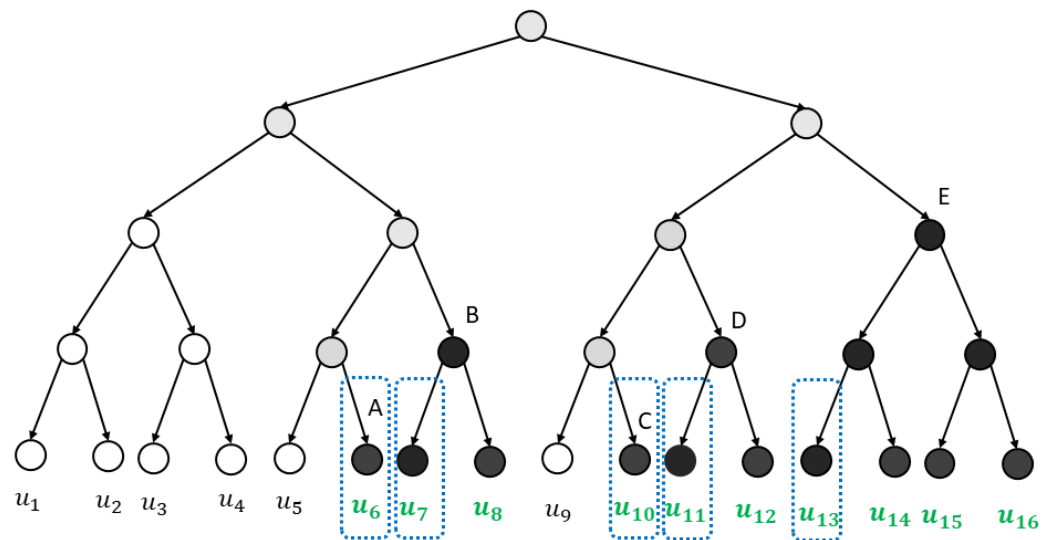 E
B
D
A
C
u₁ u₂ u₃ u₄ u₅ u₆ u₇ u₈ u₉ u₁₀ u₁₁ u₁₂ u₁₃ u₁₄ u₁₅ u₁₆